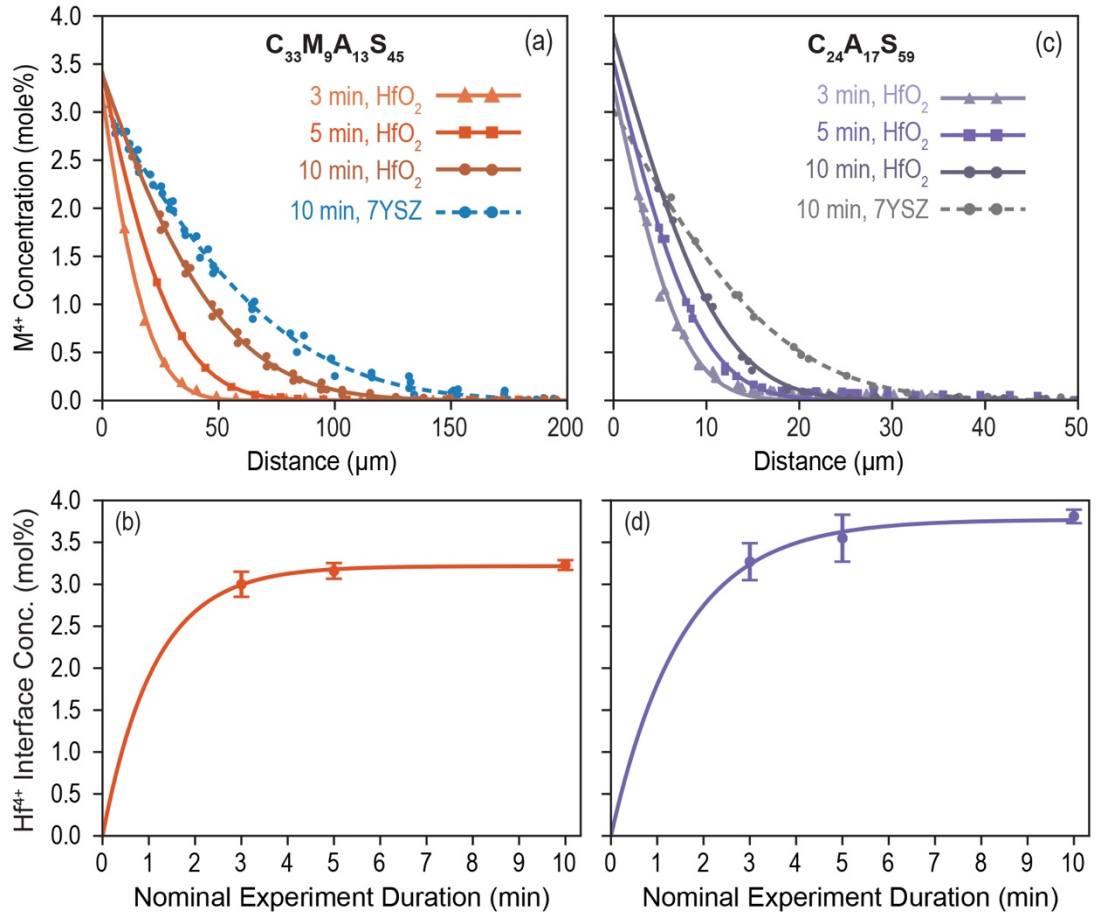 C₃₃M₉A₁₃S₄₅
(a)
3 min, HfO₂
5 min, HfO₂
10 min, HfO₂
10 min, 7YSZ
M⁴⁺ Concentration (mole%)
4.0
3.5
3.0
2.5
2.0
1.5
1.0
0.5
0.0
0 50 100 150 200
Distance (µm)
C₂₄A₁₇S₅₉
(c)
3 min, HfO₂
5 min, HfO₂
10 min, HfO₂
10 min, 7YSZ
0 10 20 30 40 50
Distance (µm)
(b)
Hf⁴⁺ Interface Conc. (mol%)
4.0
3.5
3.0
2.5
2.0
1.5
1.0
0.5
0.0
0 1 2 3 4 5 6 7 8 9 10
Nominal Experiment Duration (min)
(d)
0 1 2 3 4 5 6 7 8 9 10
Nominal Experiment Duration (min)